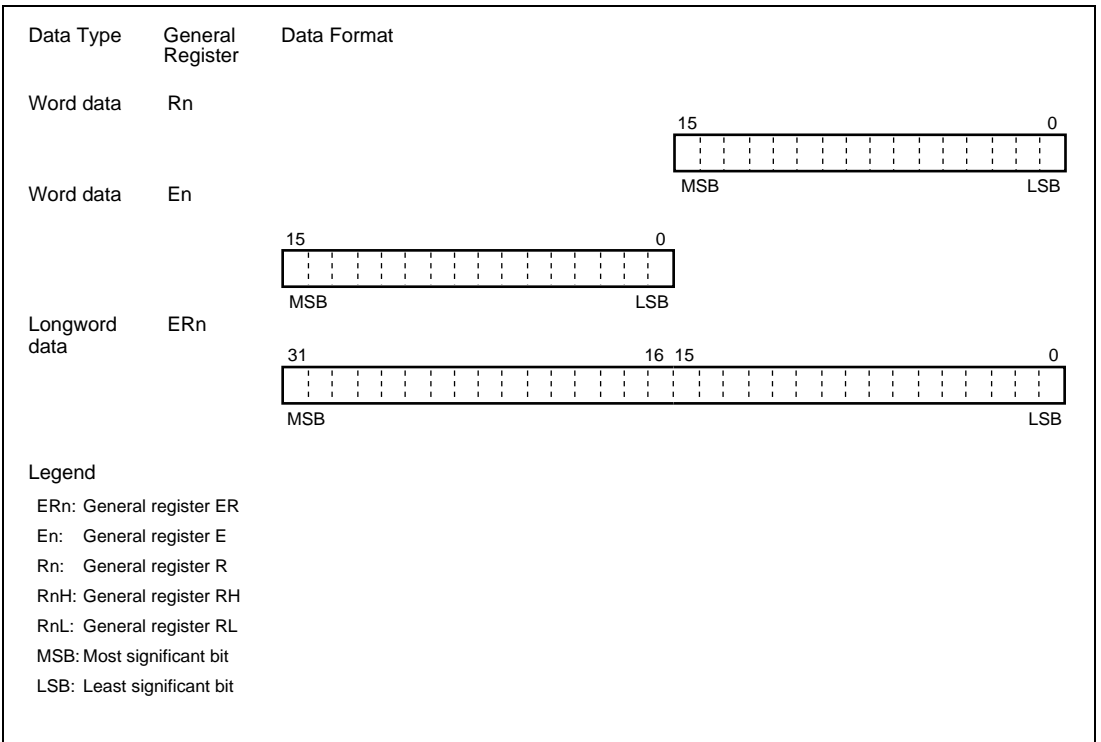 Data Type General Register Data Format
Word data Rn
15 0
MSB LSB
Word data En
15 0
MSB LSB
Longword data ERn
31 16 15 0
MSB LSB
Legend
ERn: General register ER
En: General register E
Rn: General register R
RnH: General register RH
RnL: General register RL
MSB: Most significant bit
LSB: Least significant bit